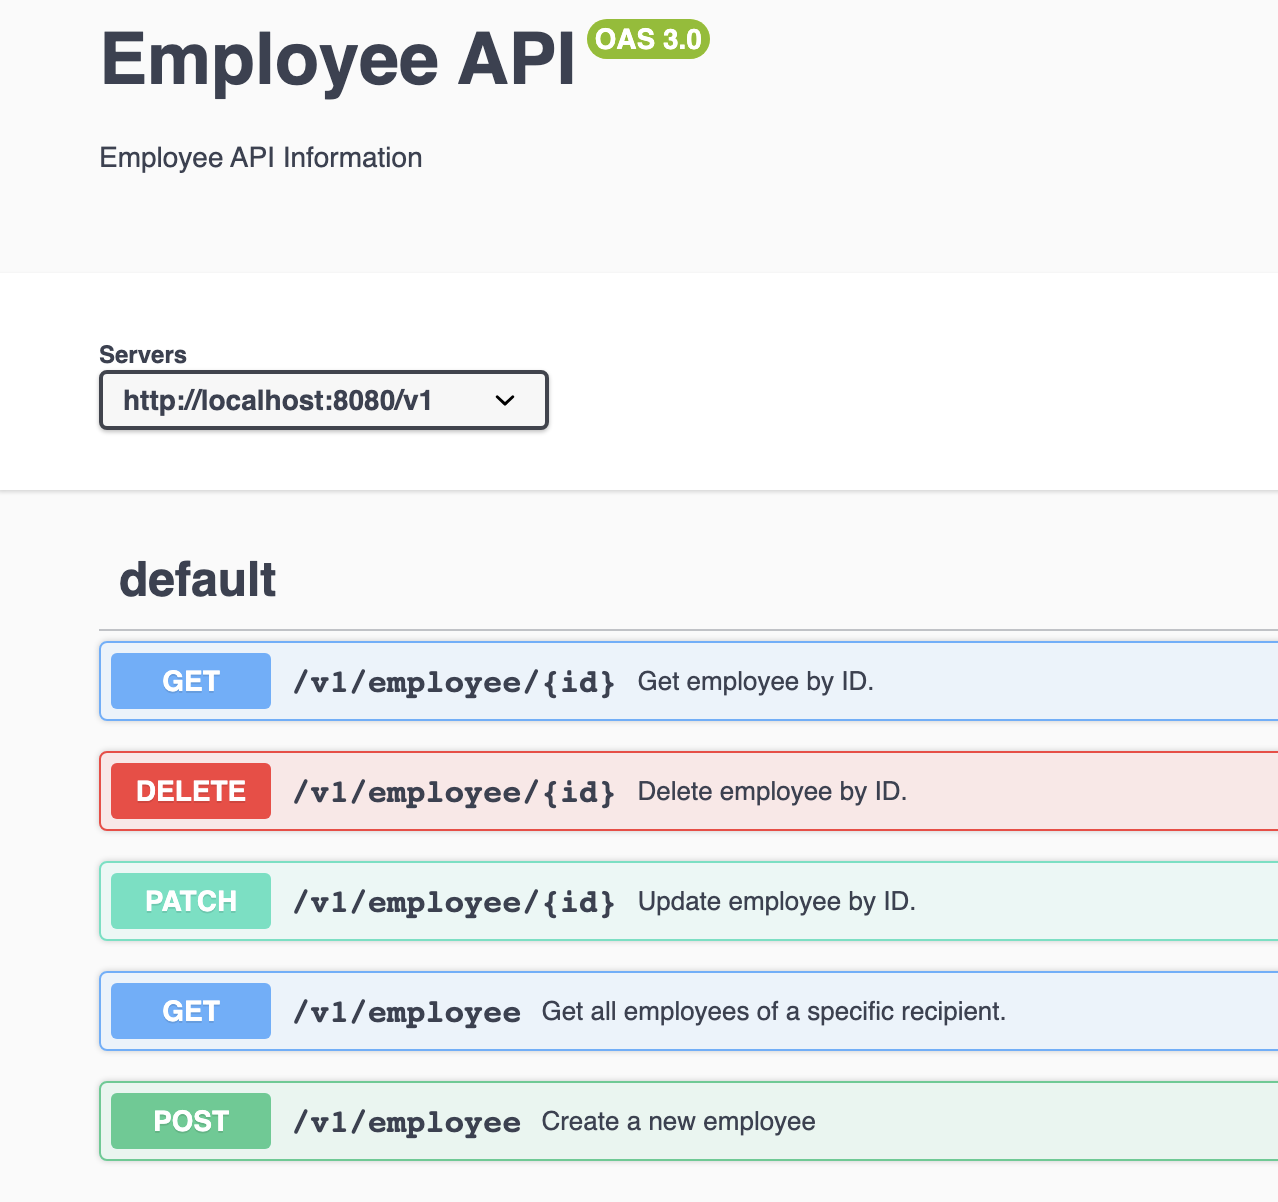 Employee API OAS 3.0
Employee API Information
Servers
http://localhost:8080/v1
default
GET /v1/employee/{id} Get employee by ID.
DELETE /v1/employee/{id} Delete employee by ID.
PATCH /v1/employee/{id} Update employee by ID.
GET /v1/employee Get all employees of a specific recipient.
POST /v1/employee Create a new employee